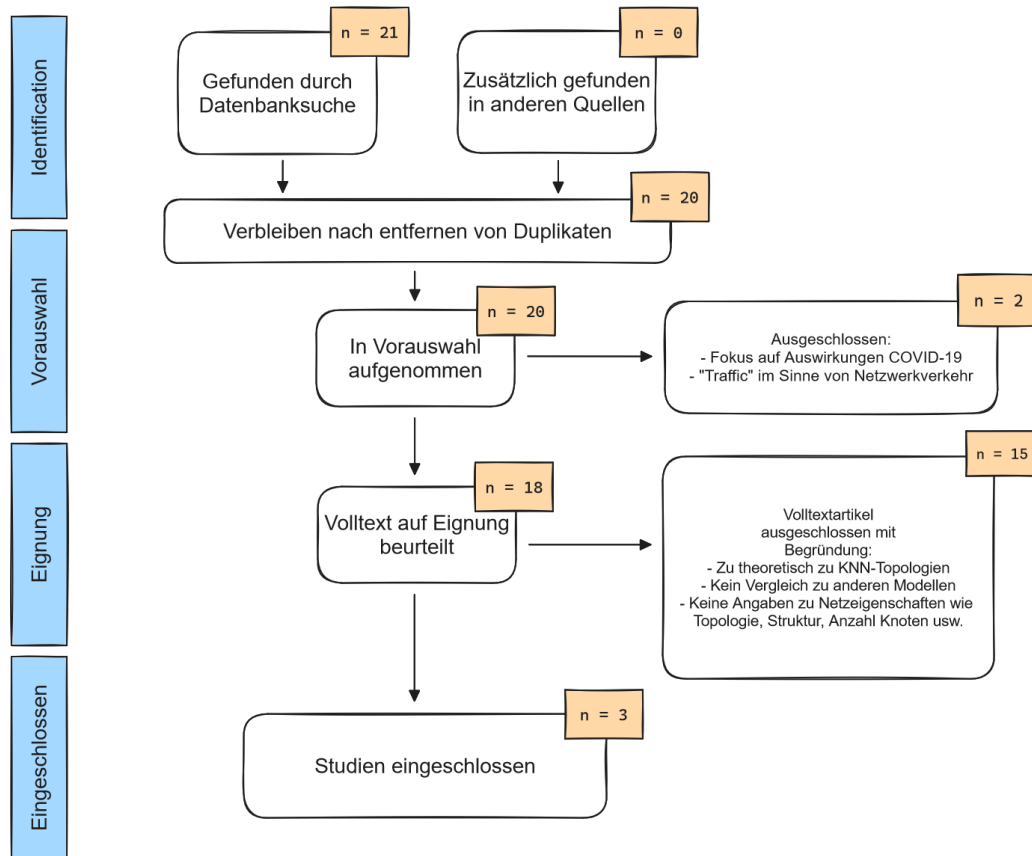 Identification
n = 21
Gefunden durch
Datenbanksuche
n = 0
Zusätzlich gefunden
in anderen Quellen
n = 20
Verbleiben nach entfernen von Duplikaten
Vorauswahl
n = 20
In Vorauswahl
aufgenommen
n = 2
Ausgeschlossen:
- Fokus auf Auswirkungen COVID-19
- "Traffic" im Sinne von Netzwerkverkehr
Eignung
n = 18
Volltext auf Eignung
beurteilt
n = 15
Volltextartikel
ausgeschlossen mit
Begründung:
- Zu theoretisch zu KNN-Topologien
- Kein Vergleich zu anderen Modellen
- Keine Angaben zu Netzeigenschaften wie
Topologie, Struktur, Anzahl Knoten usw.
Eingeschlossen
n = 3
Studien eingeschlossen